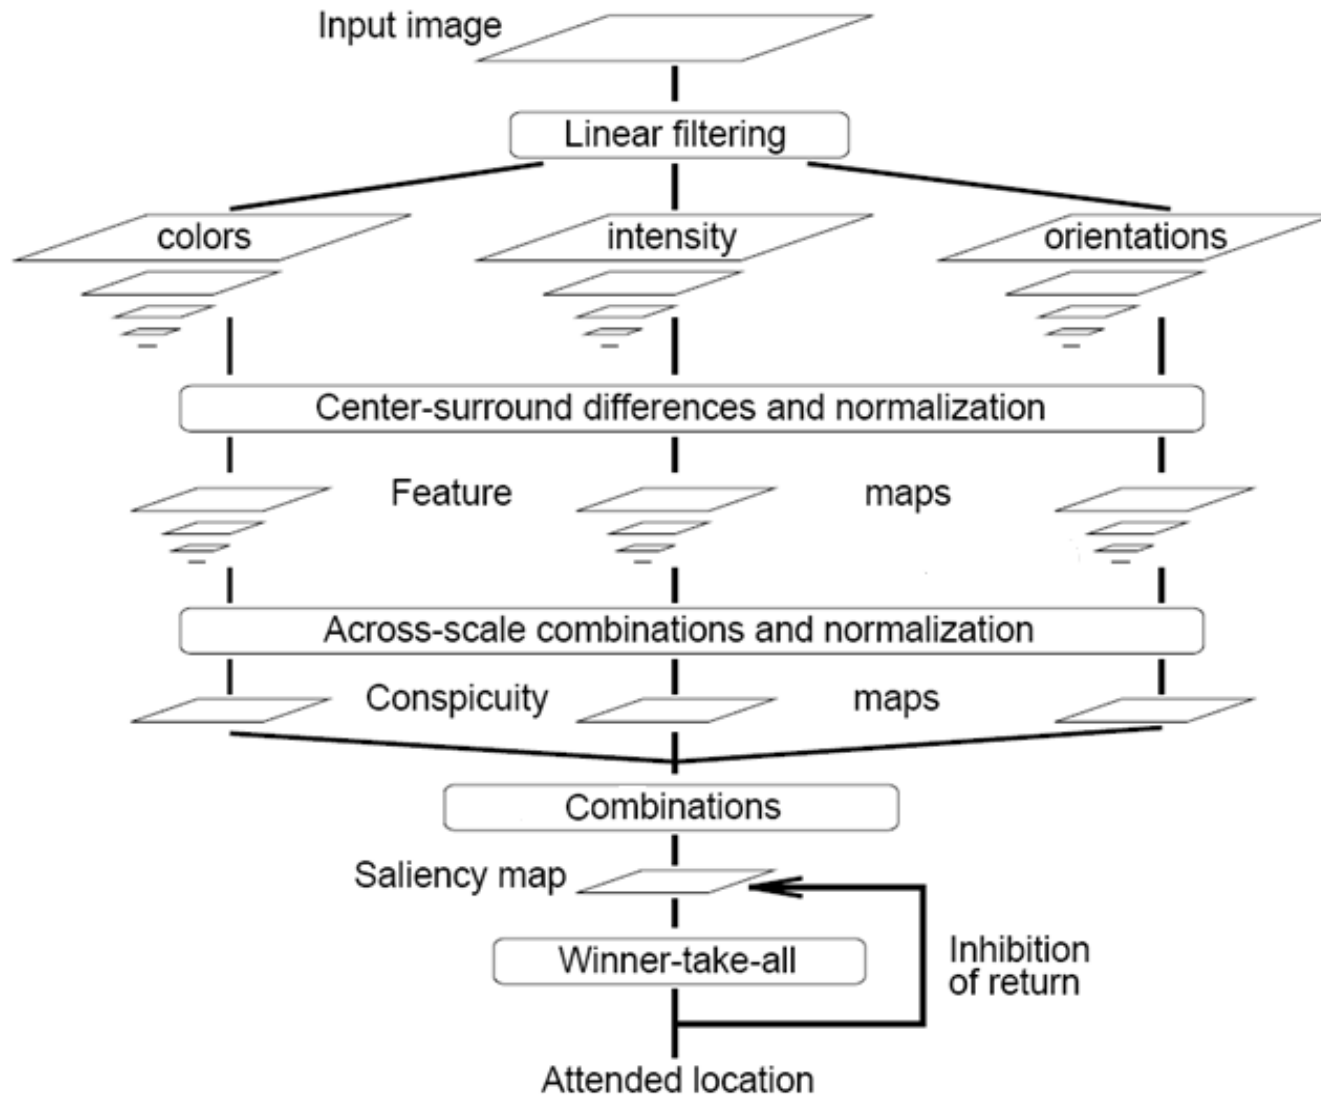 Input image
Linear filtering
colors
intensity
orientations
Center-surround differences and normalization
Feature maps
Across-scale combinations and normalization
Conspicuity maps
Combinations
Saliency map
Winner-take-all
Inhibition
of return
Attended location